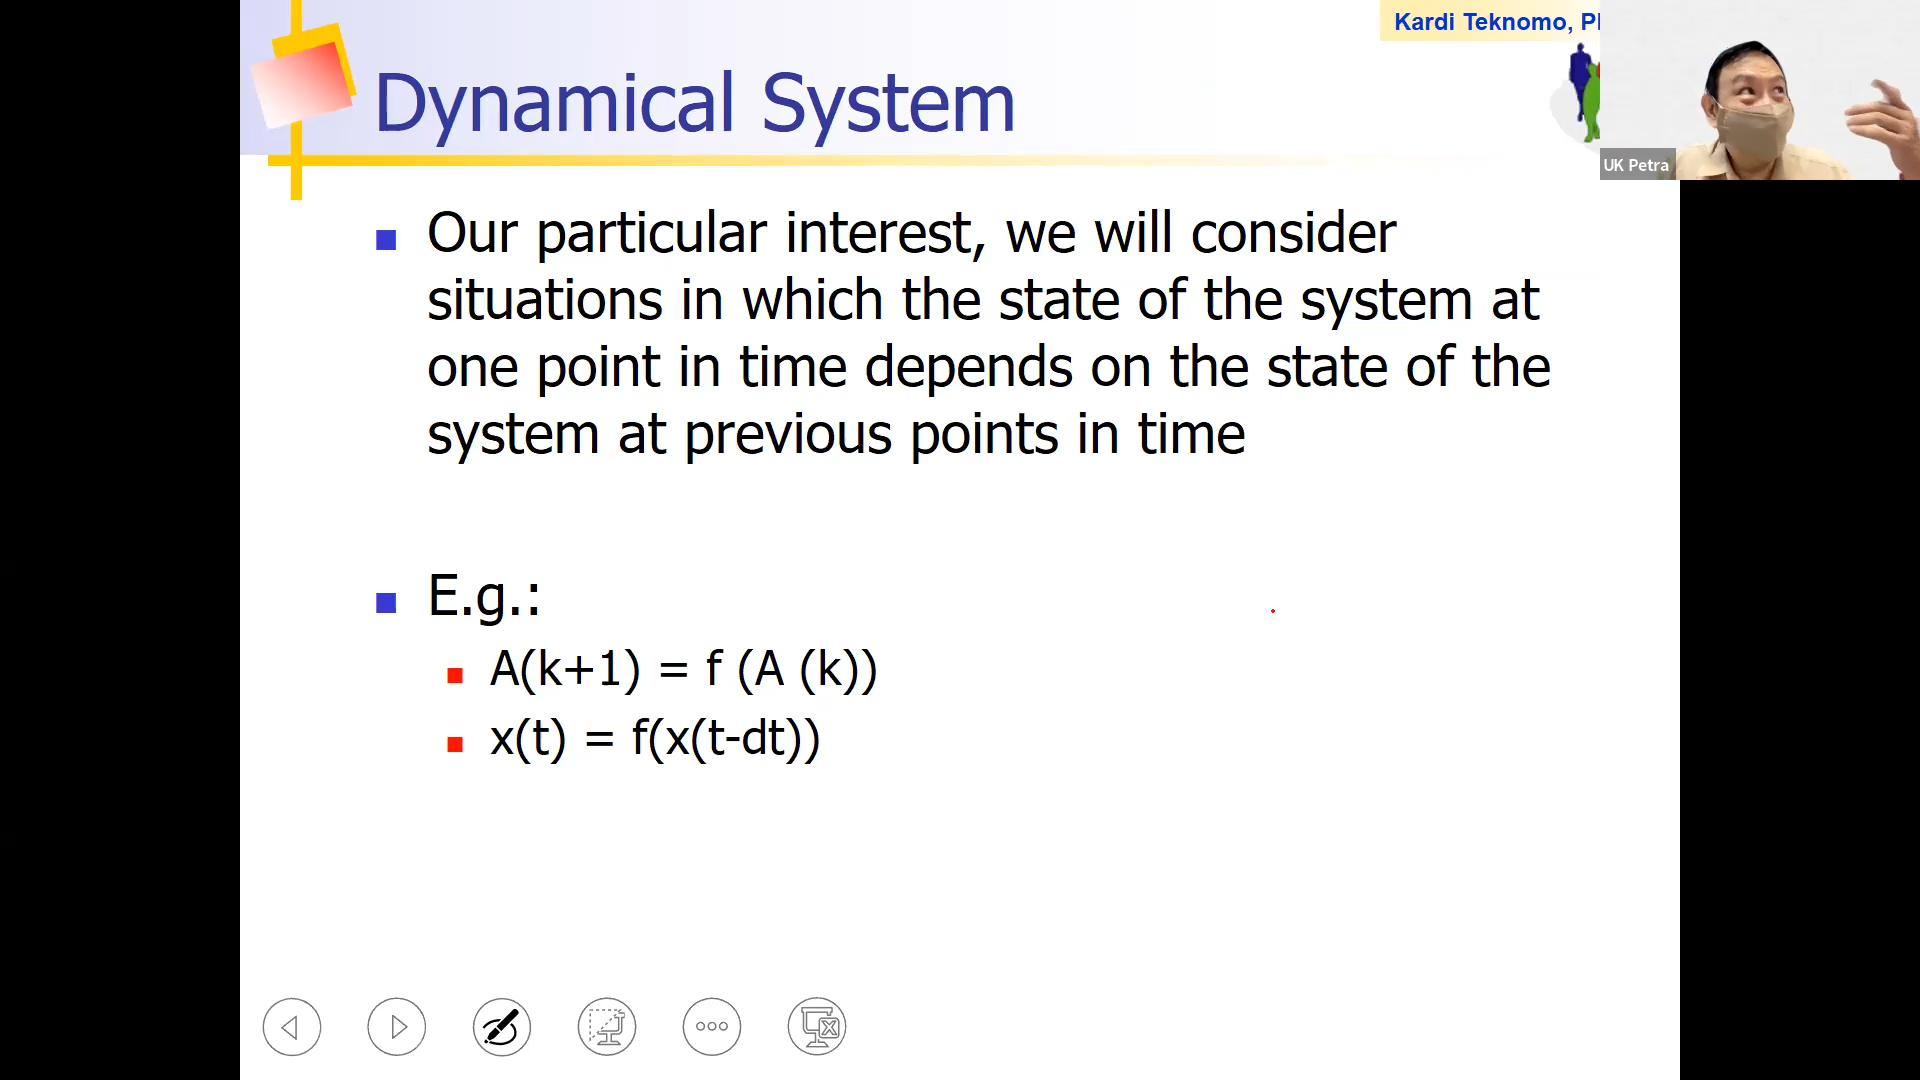 Kardi Teknomo, P
Dynamical System
UK Petra
Our particular interest, we will consider
situations in which the state of the system at
one point in time depends on the state of the
system at previous points in time
E.g.:
A(k+1) = f (A (k))
x(t) = f(x(t-dt))